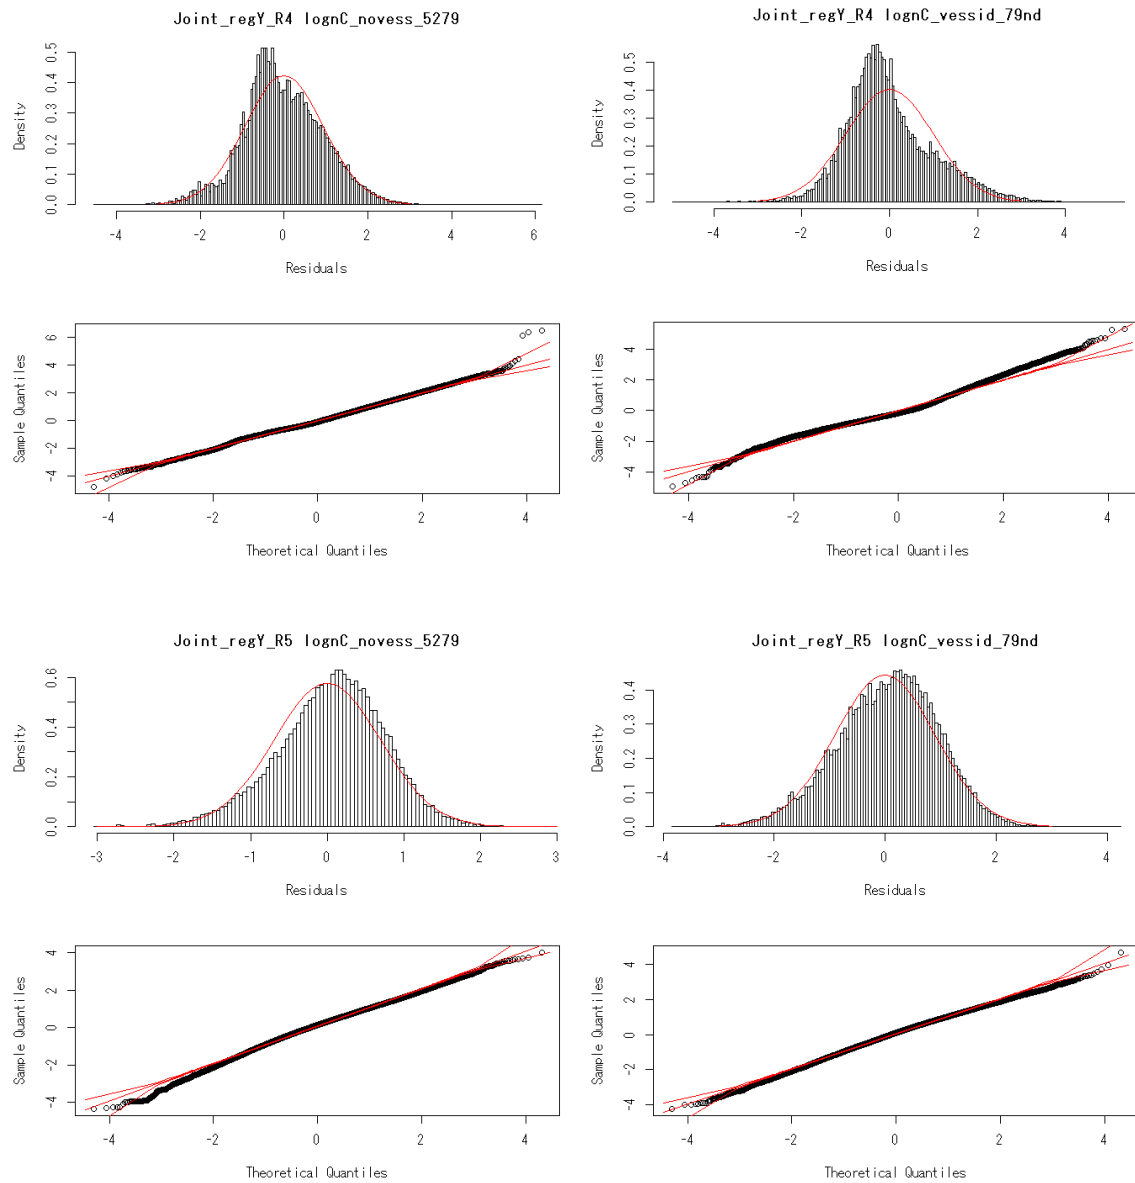 Joint_regY_R4 lognC_novess_5279
Density
0.0 0.1 0.2 0.3 0.4 0.5
-4 -2 0 2 4 6
Residuals
Sample Quantiles
-4 -2 0 2 4 6
-4 -2 0 2 4
Theoretical Quantiles
Joint_regY_R4 lognC_vessid_79nd
Density
0.0 0.1 0.2 0.3 0.4 0.5
-4 -2 0 2 4
Residuals
Sample Quantiles
-4 -2 0 2 4
-4 -2 0 2 4
Theoretical Quantiles
Joint_regY_R5 lognC_novess_5279
Density
0.0 0.2 0.4 0.6
-3 -2 -1 0 1 2 3
Residuals
Sample Quantiles
-4 -2 0 2 4
-4 -2 0 2 4
Theoretical Quantiles
Joint_regY_R5 lognC_vessid_79nd
Density
0.0 0.1 0.2 0.3 0.4
-4 -2 0 2 4
Residuals
Sample Quantiles
-4 -2 0 2 4
-4 -2 0 2 4
Theoretical Quantiles